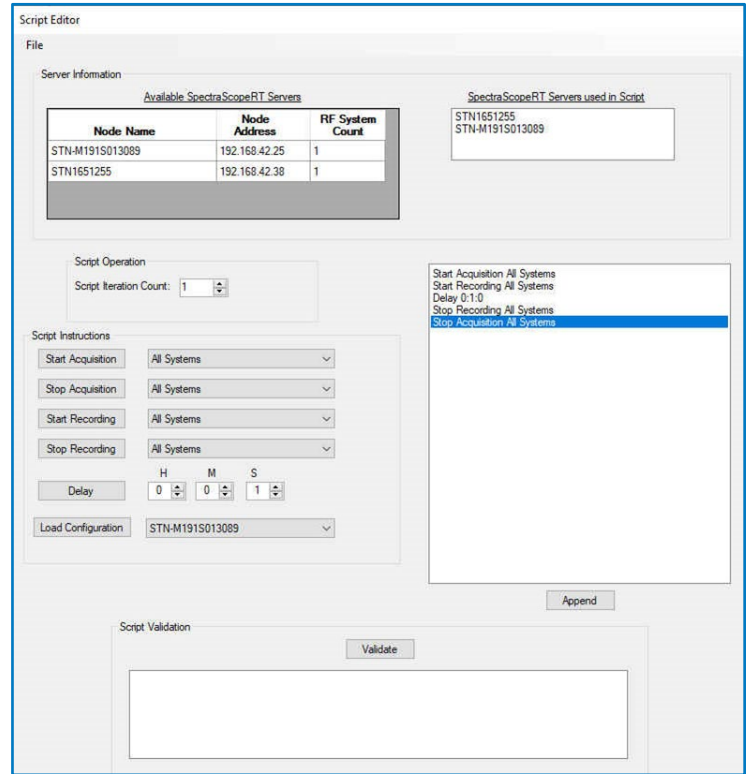 Script Editor
File
Server Information
Available SpectraScopeRT Servers
Node Name Node Address RF System Count
STN-M191S013089 192.168.42.25 1
STN1651255 192.168.42.38 1
SpectraScopeRT Servers used in Script
STN1651255
STN-M191S013089
Script Operation
Script Iteration Count: 1
Script Instructions
Start Acquisition All Systems
Stop Acquisition All Systems
Start Recording All Systems
Stop Recording All Systems
H M S
Delay 0 0 1
Load Configuration STN-M191S013089
Start Acquisition All Systems
Start Recording All Systems
Delay 0:1:0
Stop Recording All Systems
Stop Acquisition All Systems
Append
Script Validation
Validate